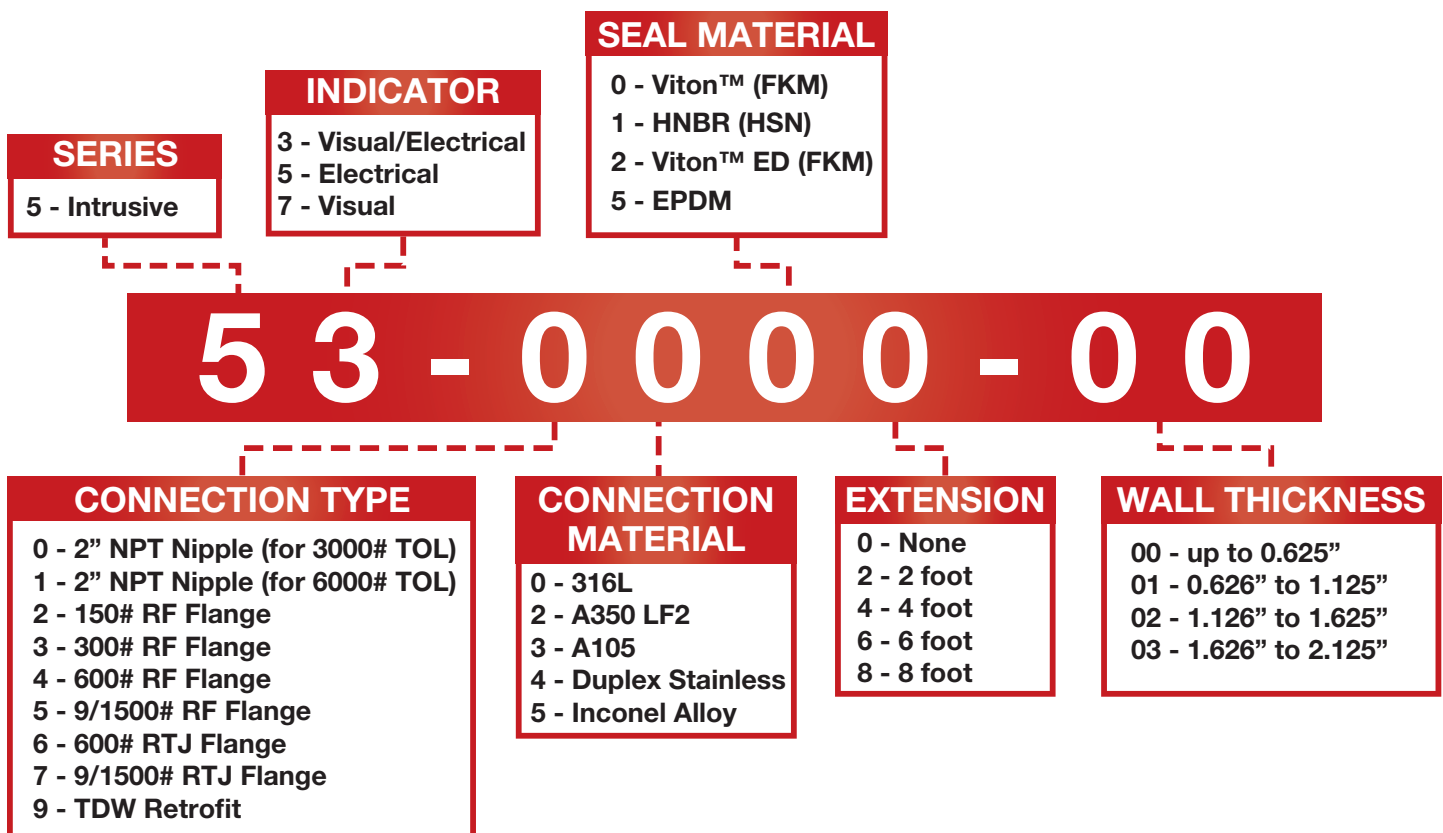 SERIES
5 - Intrusive
INDICATOR
3 - Visual/Electrical
5 - Electrical
7 - Visual
SEAL MATERIAL
0 - Viton™ (FKM)
1 - HNBR (HSN)
2 - Viton™ ED (FKM)
5 - EPDM
53-0000-00
CONNECTION TYPE
0 - 2” NPT Nipple (for 3000# TOL)
1 - 2” NPT Nipple (for 6000# TOL)
2 - 150# RF Flange
3 - 300# RF Flange
4 - 600# RF Flange
5 - 9/1500# RF Flange
6 - 600# RTJ Flange
7 - 9/1500# RTJ Flange
9 - TDW Retrofit
CONNECTION
MATERIAL
0 - 316L
2 - A350 LF2
3 - A105
4 - Duplex Stainless
5 - Inconel Alloy
EXTENSION
0 - None
2 - 2 foot
4 - 4 foot
6 - 6 foot
8 - 8 foot
WALL THICKNESS
00 - up to 0.625”
01 - 0.626” to 1.125”
02 - 1.126” to 1.625”
03 - 1.626” to 2.125”